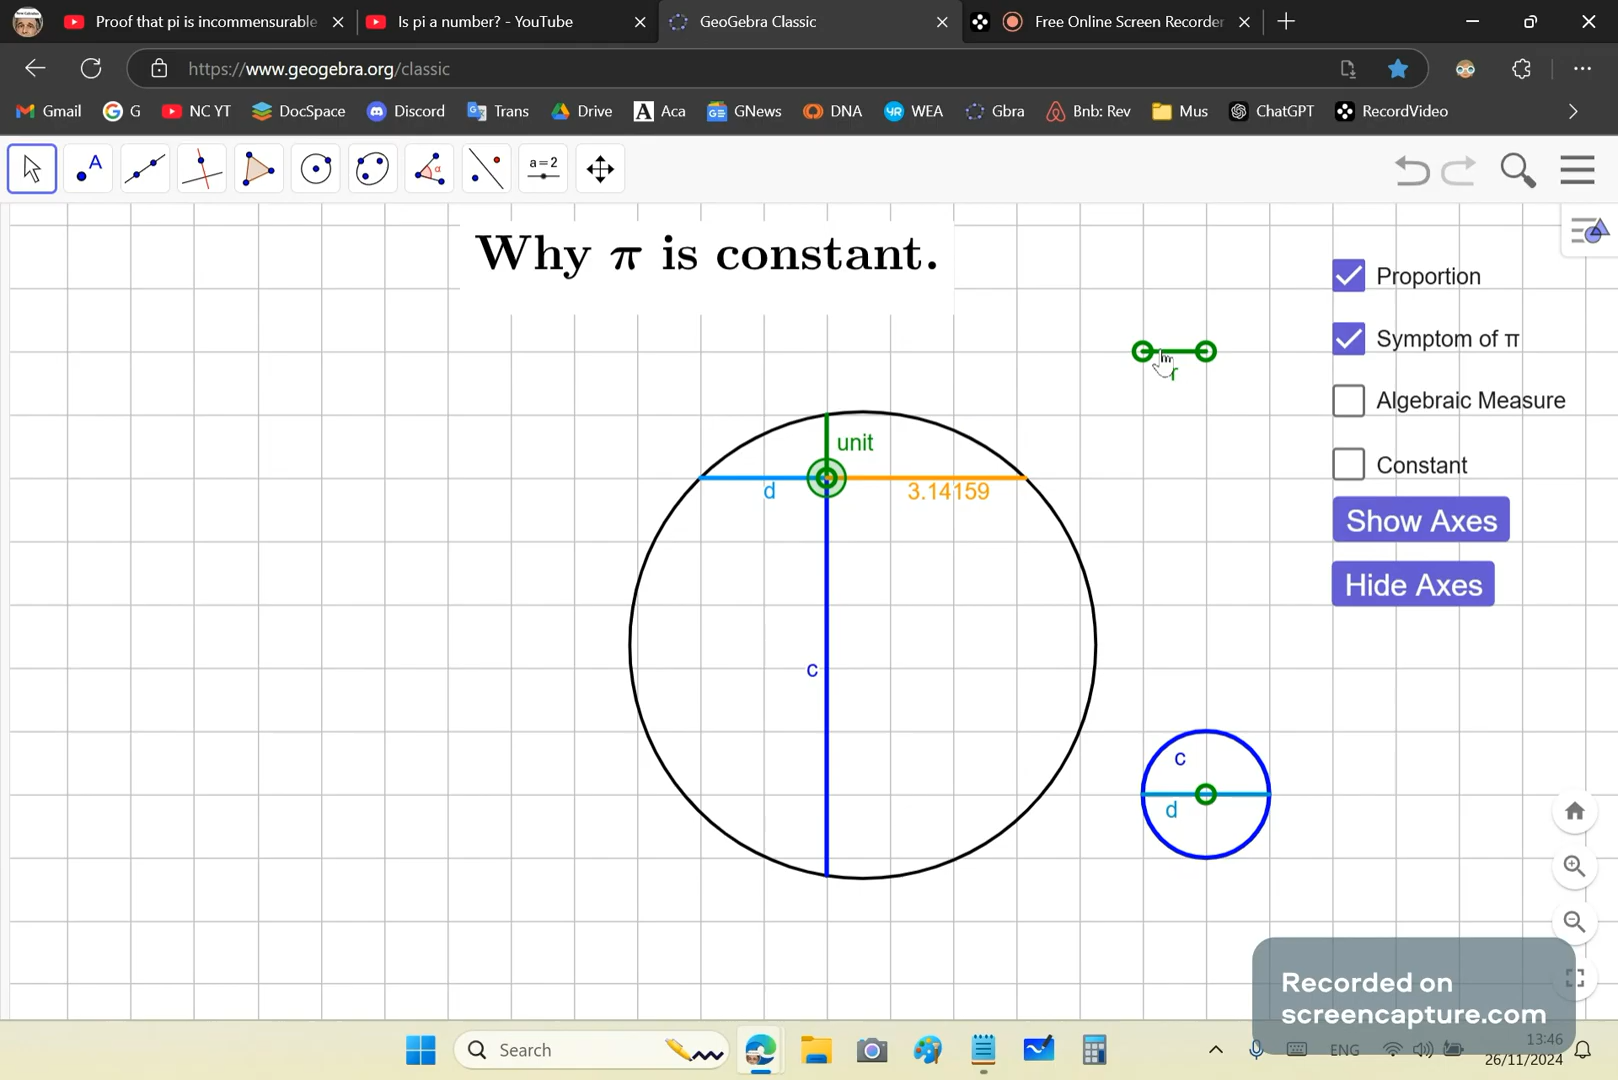 Proof that pi is incommensurable
Is pi a number? - YouTube
GeoGebra Classic
Free Online Screen Recorder
https://www.geogebra.org/classic
Gmail
G
NC YT
DocSpace
Discord
Trans
Drive
A Aca
GNews
DNA
WEA
Gbra
Bnb: Rev
Mus
ChatGPT
RecordVideo
A
α
a=2
Why π is constant.
Proportion
Symptom of π
Algebraic Measure
Constant
Show Axes
Hide Axes
r
unit
d
3.14159
c
c
d
Recorded on
screencapture.com
Search
ENG
13:46
26/11/2024